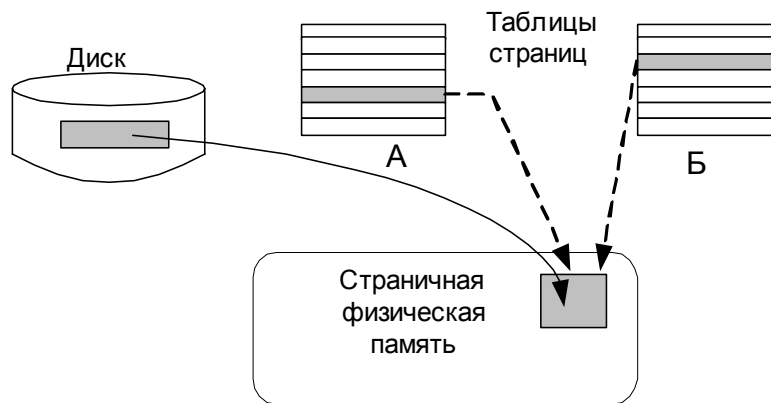 Диск
Таблицы
страниц
А
Б
Страничная
физическая
память